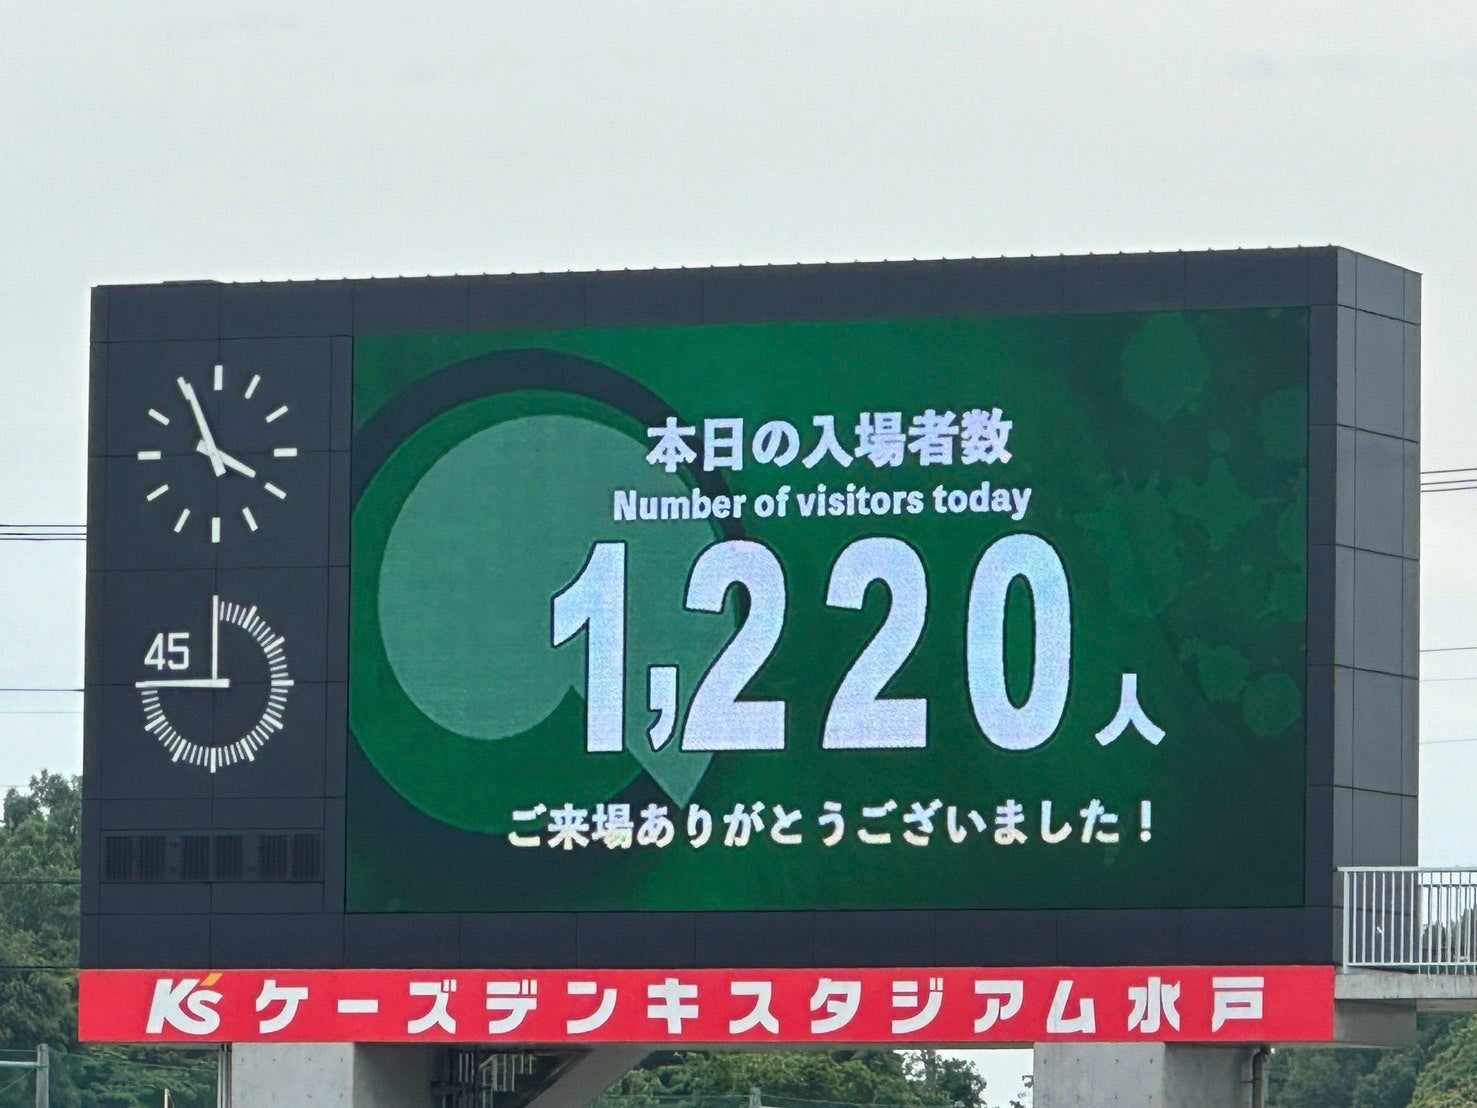 本日の入場者数
Number of visitors today
1,220人
ご来場ありがとうございました!
45
K's ケーズデンキスタジアム水戸